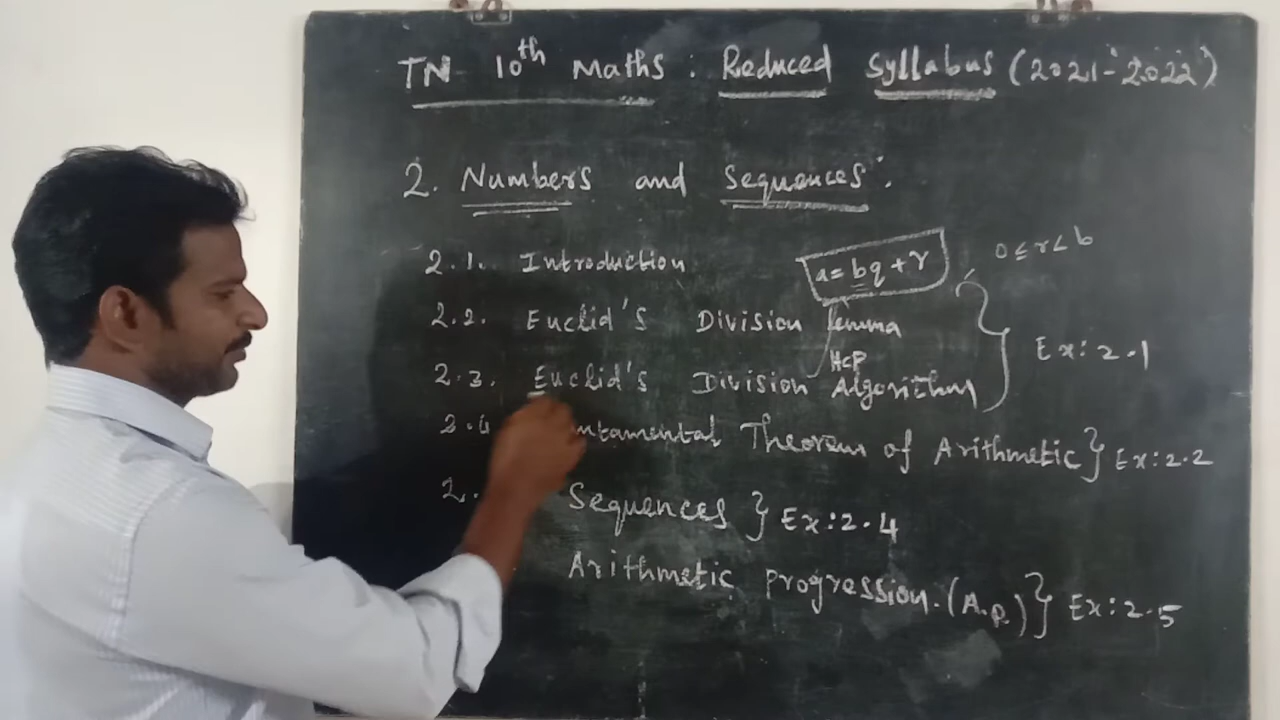 TN 10th Maths: Reduced Syllabus (2021-2022)
2. Numbers and Sequences:
2.1. Introduction
a = bq + r
0 ≤ r < b
2.2. Euclid's Division lemma
HCF
2.3. Euclid's Division Algorithm
} Ex: 2.1
2.4 Theorem of Arithmetic } Ex: 2.2
2. Sequences } Ex: 2.4
Arithmetic progression. (A.P.) } Ex: 2.5